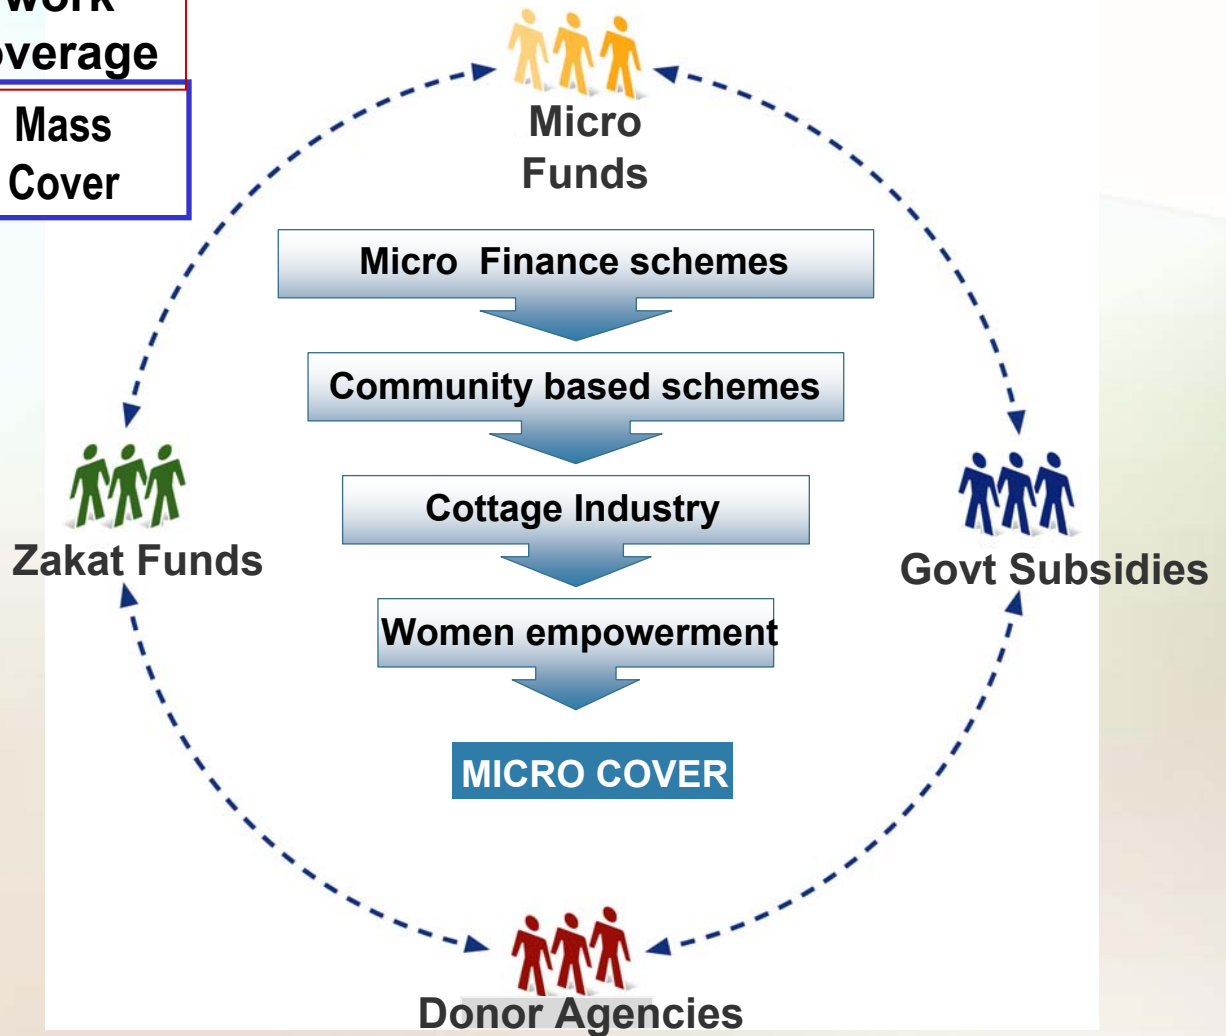 work
overage
Mass
Cover
Micro
Funds
Micro Finance schemes
Community based schemes
Cottage Industry
Women empowerment
MICRO COVER
Zakat Funds
Govt Subsidies
Donor Agencies